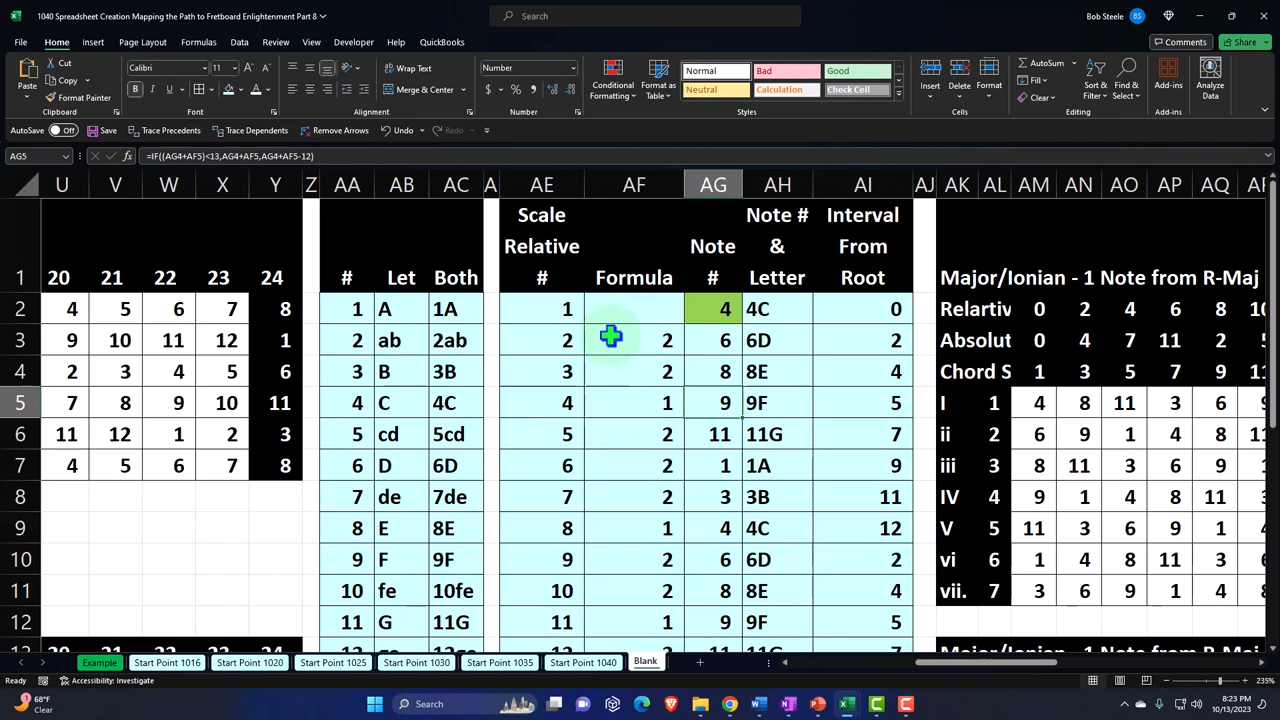 1040 Spreadsheet Creation Mapping the Path to Fretboard Enlightenment Part 8
Search
Bob Steele BS
File Home Insert Page Layout Formulas Data Review View Developer Help QuickBooks Comments Share
Paste Cut Copy Format Painter
Clipboard
Calibri 11
Font
Wrap Text
Merge & Center
Alignment
Number
Number
Conditional Formatting
Format as Table
Normal Bad Good
Neutral Calculation Check Cell
Styles
Insert Delete Format
Cells
AutoSum
Fill
Clear
Sort & Filter
Find & Select
Editing
Add-ins
Add-ins
Analyze Data
AutoSave Off Save Trace Precedents Trace Dependents Remove Arrows Undo Redo
AG5 fx =IF((AG4+AF5)<13,AG4+AF5,AG4+AF5-12)
U V W X Y Z AA AB AC A AE AF AG AH AI AJ AK AL AM AN AO AP AQ
Scale Note # Interval
Relative Note & From
1 20 21 22 23 24 # Let Both # Formula # Letter Root Major/Ionian - 1 Note from R-Maj
2 4 5 6 7 8 1 A 1A 1 4 4C 0 Relartiv 0 2 4 6 8 10
3 9 10 11 12 1 2 ab 2ab 2 2 6 6D 2 Absolut 0 4 7 11 2 5
4 2 3 4 5 6 3 B 3B 3 2 8 8E 4 Chord S 1 3 5 7 9 11
5 7 8 9 10 11 4 C 4C 4 1 9 9F 5 I 1 4 8 11 3 6 9
6 11 12 1 2 3 5 cd 5cd 5 2 11 11G 7 ii 2 6 9 1 4 8 11
7 4 5 6 7 8 6 D 6D 6 2 1 1A 9 iii 3 8 11 3 6 9 1
8 7 de 7de 7 2 3 3B 11 IV 4 9 1 4 8 11 3
9 8 E 8E 8 1 4 4C 12 V 5 11 3 6 9 1 4
10 9 F 9F 9 2 6 6D 2 vi 6 1 4 8 11 3 6
11 10 fe 10fe 10 2 8 8E 4 vii. 7 3 6 9 1 4 8
12 11 G 11G 11 1 9 9F 5
Example Start Point 1016 Start Point 1020 Start Point 1025 Start Point 1030 Start Point 1035 Start Point 1040 Blank
Ready Accessibility: Investigate 235%
68°F
Cloudy
Search
8:23 PM
10/13/2023